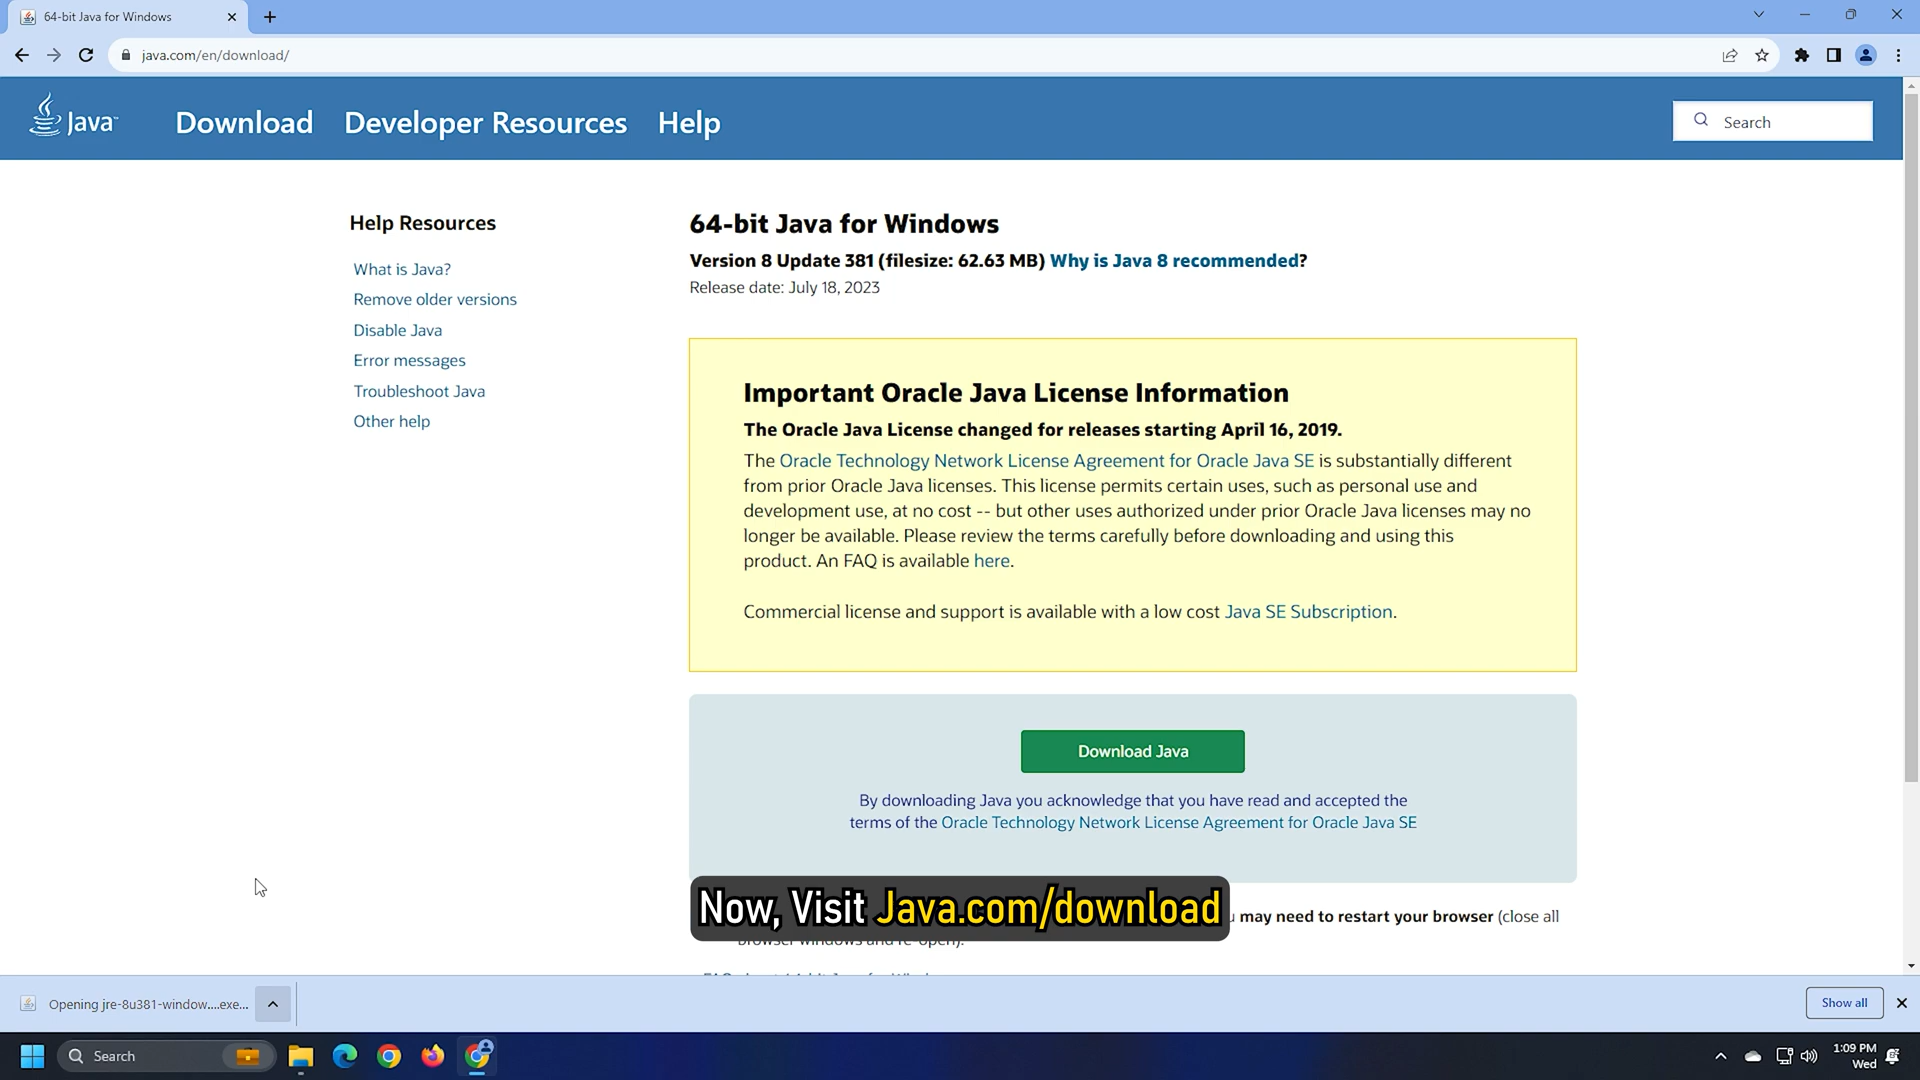 64-bit Java for Windows
java.com/en/download/
Java
Download
Developer Resources
Help
Search
Help Resources
What is Java?
Remove older versions
Disable Java
Error messages
Troubleshoot Java
Other help
64-bit Java for Windows
Version 8 Update 381 (filesize: 62.63 MB) Why is Java 8 recommended?
Release date: July 18, 2023
Important Oracle Java License Information
The Oracle Java License changed for releases starting April 16, 2019.
The Oracle Technology Network License Agreement for Oracle Java SE is substantially different
from prior Oracle Java licenses. This license permits certain uses, such as personal use and
development use, at no cost -- but other uses authorized under prior Oracle Java licenses may no
longer be available. Please review the terms carefully before downloading and using this
product. An FAQ is available here.
Commercial license and support is available with a low cost Java SE Subscription.
Download Java
By downloading Java you acknowledge that you have read and accepted the
terms of the Oracle Technology Network License Agreement for Oracle Java SE
Now, Visit Java.com/download
may need to restart your browser (close all
browser windows and re-open).
Opening jre-8u381-window....exe...
Show all
Search
1:09 PM
Wed